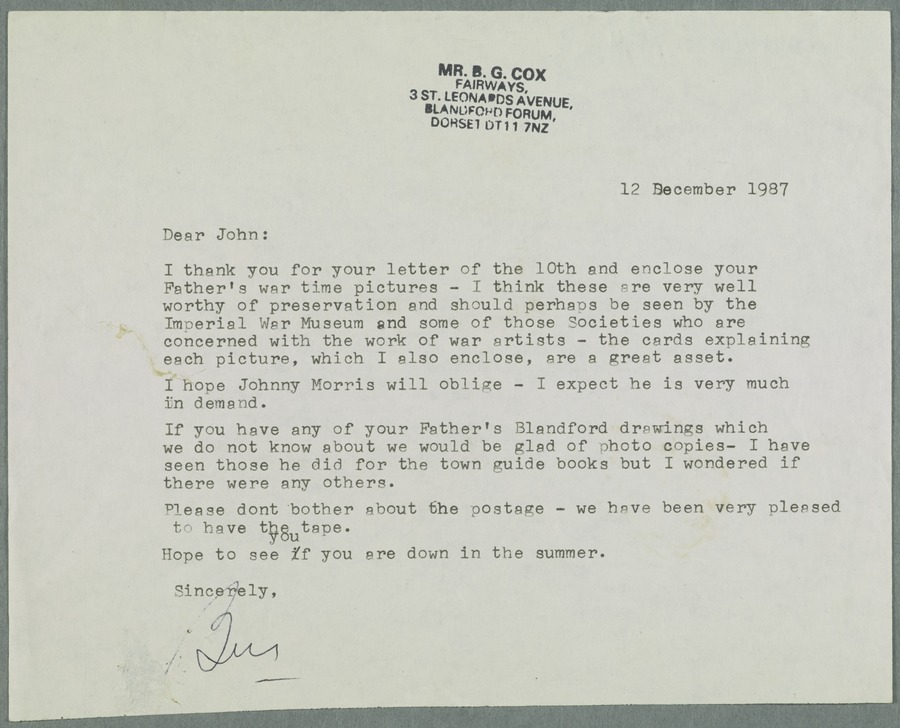 MR. B. G. COX
FAIRWAYS,
3 ST. LEONARDS AVENUE,
BLANDFORD FORUM,
DORSET DT11 7NZ
12 December 1987
Dear John:
I thank you for your letter of the 10th and enclose your
Father's war time pictures - I think these are very well
worthy of preservation and should perhaps be seen by the
Imperial War Museum and some of those Societies who are
concerned with the work of war artists - the cards explaining
each picture, which I also enclose, are a great asset.
I hope Johnny Morris will oblige - I expect he is very much
in demand.
If you have any of your Father's Blandford drawings which
we do not know about we would be glad of photo copies- I have
seen those he did for the town guide books but I wondered if
there were any others.
Please dont bother about the postage - we have been very pleased
to have the tape.
you
Hope to see if you are down in the summer.
Sincerely,